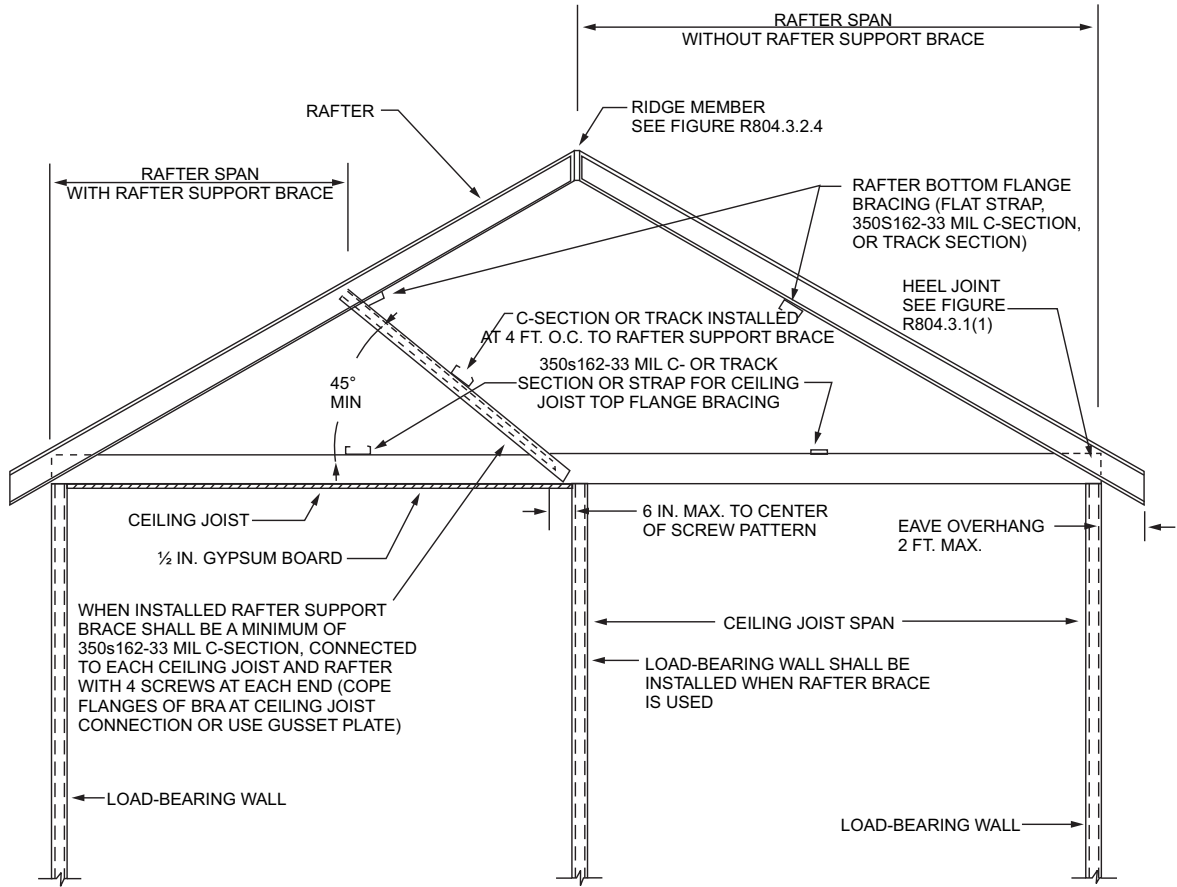 RAFTER SPAN
WITHOUT RAFTER SUPPORT BRACE
RAFTER
RIDGE MEMBER
SEE FIGURE R804.3.2.4
RAFTER SPAN
WITH RAFTER SUPPORT BRACE
RAFTER BOTTOM FLANGE
BRACING (FLAT STRAP,
350S162-33 MIL C-SECTION,
OR TRACK SECTION)
HEEL JOINT
SEE FIGURE
R804.3.1(1)
C-SECTION OR TRACK INSTALLED
AT 4 FT. O.C. TO RAFTER SUPPORT BRACE
350s162-33 MIL C- OR TRACK
SECTION OR STRAP FOR CEILING
JOIST TOP FLANGE BRACING
45°
MIN
CEILING JOIST
½ IN. GYPSUM BOARD
6 IN. MAX. TO CENTER
OF SCREW PATTERN
EAVE OVERHANG
2 FT. MAX.
WHEN INSTALLED RAFTER SUPPORT
BRACE SHALL BE A MINIMUM OF
350s162-33 MIL C-SECTION, CONNECTED
TO EACH CEILING JOIST AND RAFTER
WITH 4 SCREWS AT EACH END (COPE
FLANGES OF BRA AT CEILING JOIST
CONNECTION OR USE GUSSET PLATE)
CEILING JOIST SPAN
LOAD-BEARING WALL SHALL BE
INSTALLED WHEN RAFTER BRACE
IS USED
LOAD-BEARING WALL
LOAD-BEARING WALL